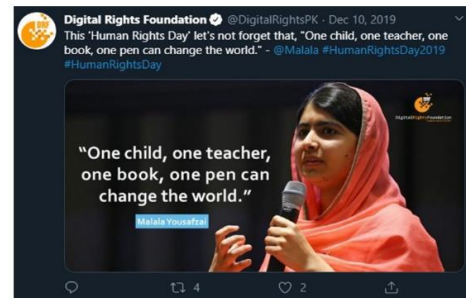 Digital Rights Foundation @DigitalRightsPK · Dec 10, 2019
This 'Human Rights Day' let's not forget that, "One child, one teacher, one
book, one pen can change the world." - @Malala #HumanRightsDay2019
#HumanRightsDay
DigitalRightsFoundation
“One child, one teacher,
one book, one pen can
change the world.”
Malala Yousafzai
4
2